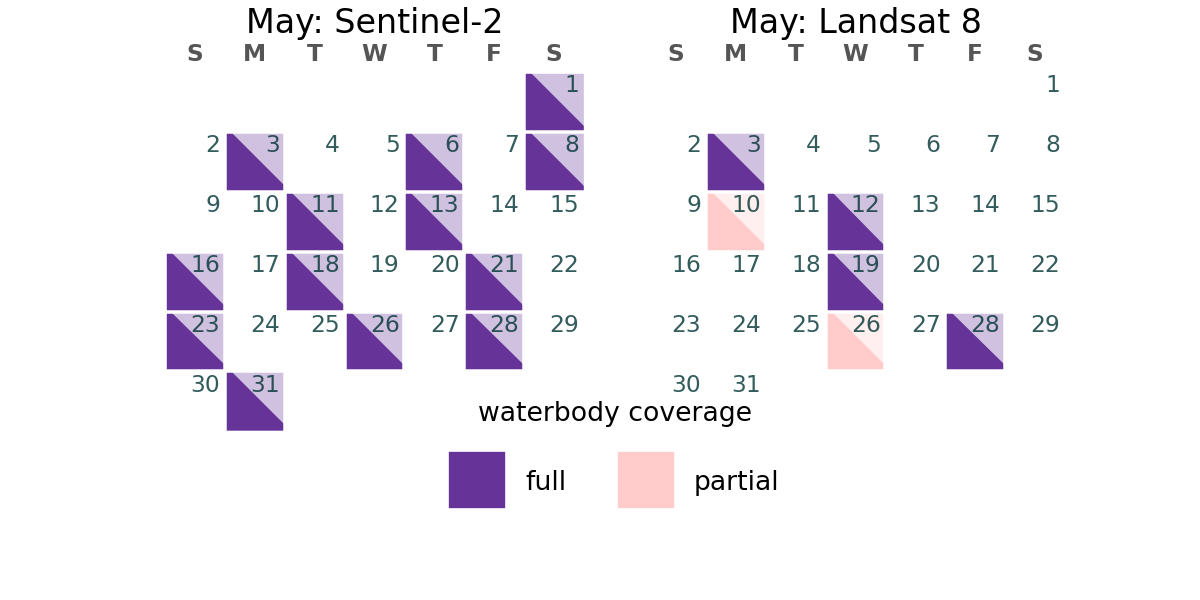 May: Sentinel-2
S M T W T F S
1
2 3 4 5 6 7 8
9 10 11 12 13 14 15
16 17 18 19 20 21 22
23 24 25 26 27 28 29
30 31
May: Landsat 8
S M T W T F S
1
2 3 4 5 6 7 8
9 10 11 12 13 14 15
16 17 18 19 20 21 22
23 24 25 26 27 28 29
30 31
waterbody coverage
full
partial